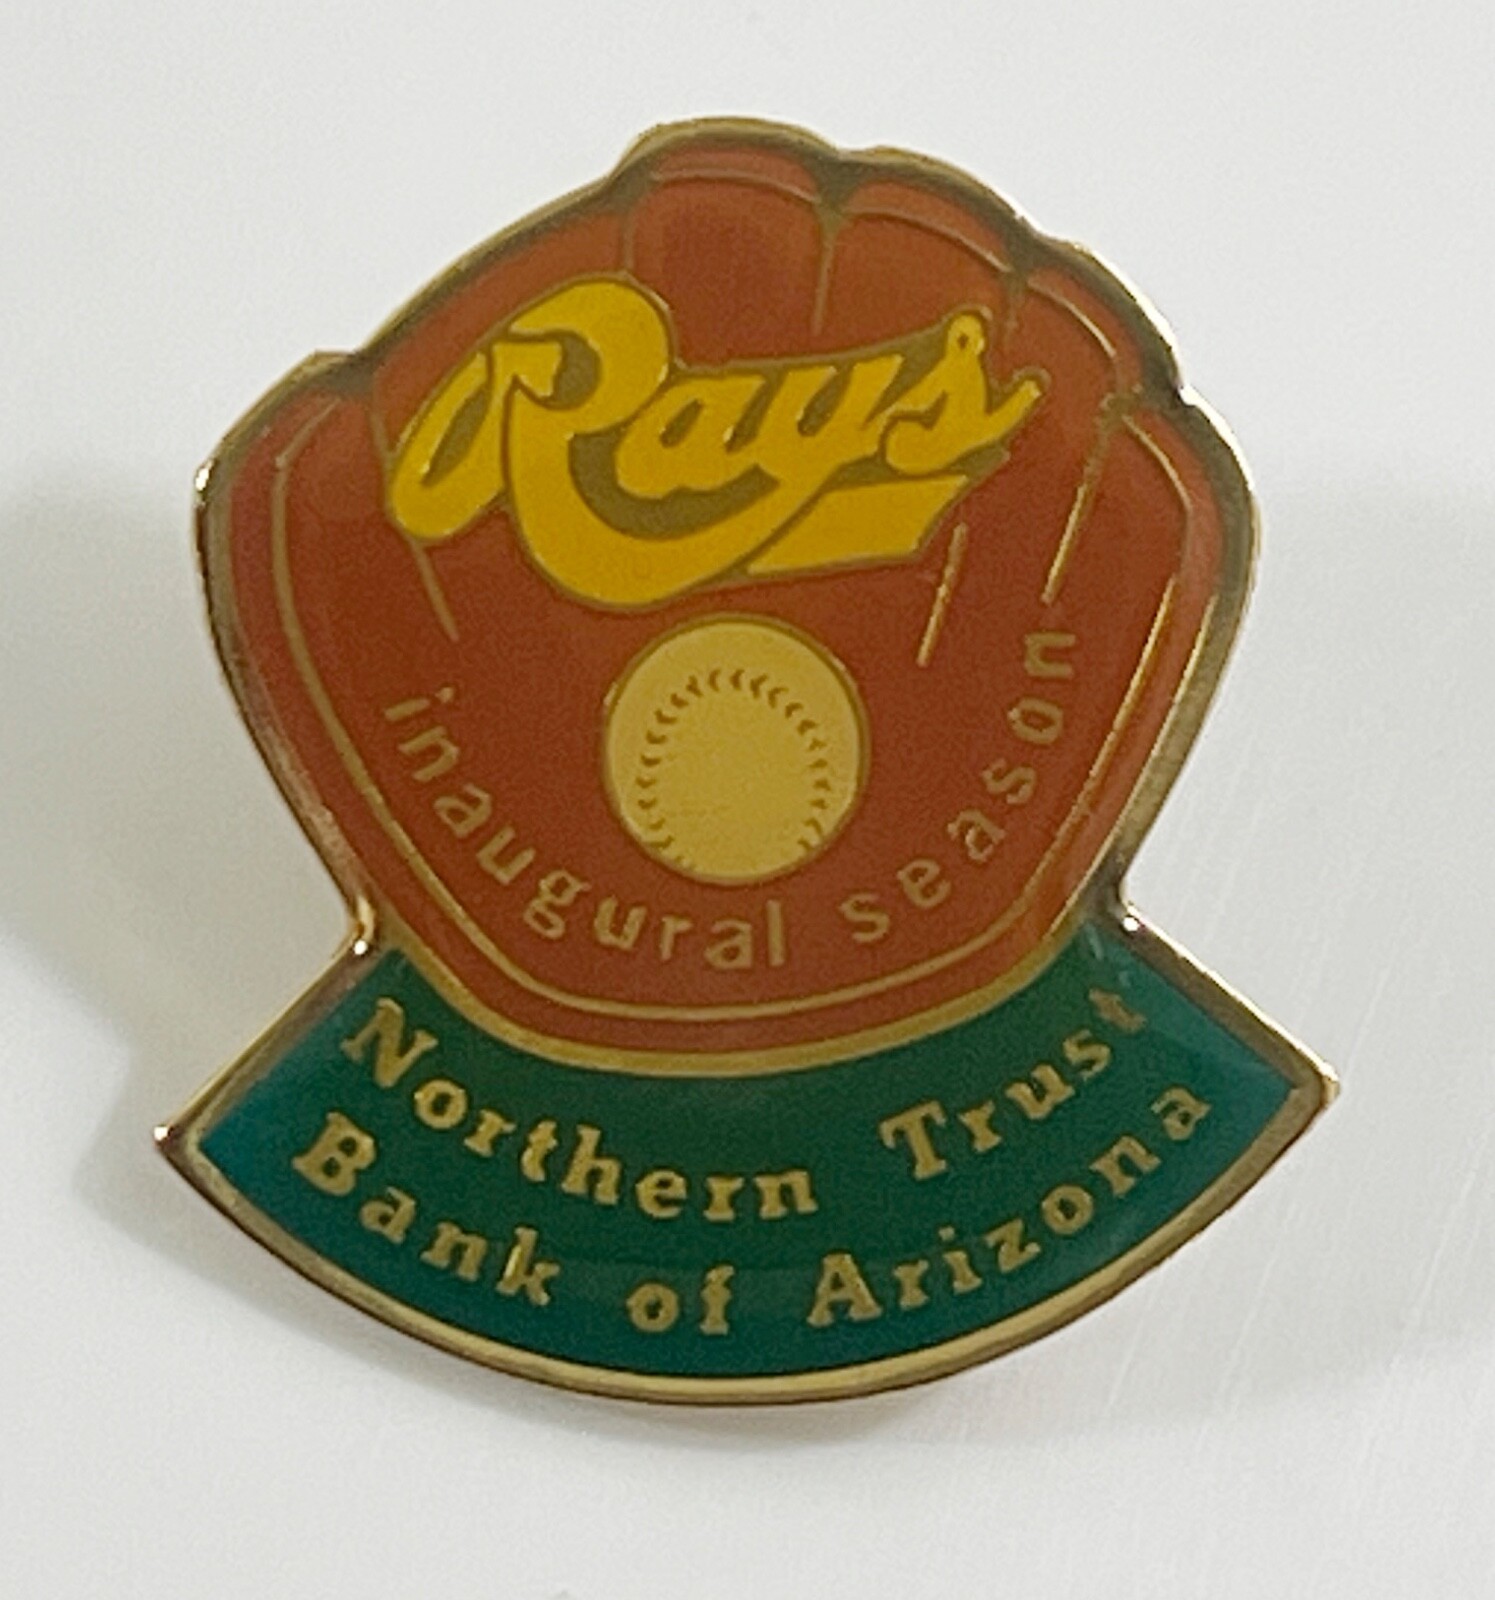 Rays
inaugural season
Northern Trust
Bank of Arizona